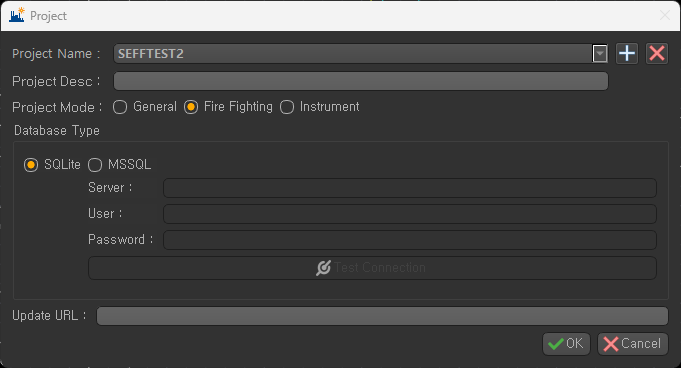 Project
Project Name : SEFFTEST2
Project Desc :
Project Mode : General Fire Fighting Instrument
Database Type
SQLite MSSQL
Server :
User :
Password :
Test Connection
Update URL :
OK Cancel